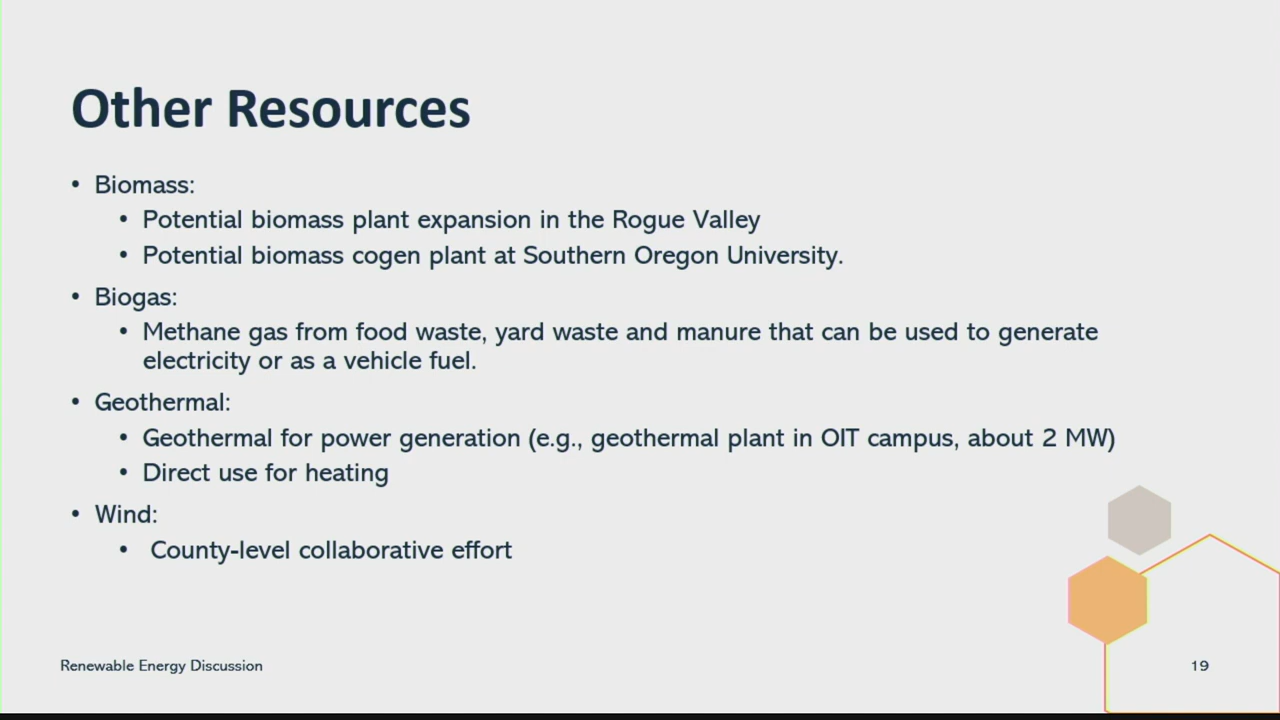 Other Resources
• Biomass:
• Potential biomass plant expansion in the Rogue Valley
• Potential biomass cogen plant at Southern Oregon University.
• Biogas:
• Methane gas from food waste, yard waste and manure that can be used to generate
electricity or as a vehicle fuel.
• Geothermal:
• Geothermal for power generation (e.g., geothermal plant in OIT campus, about 2 MW)
• Direct use for heating
• Wind:
• County-level collaborative effort
Renewable Energy Discussion
19